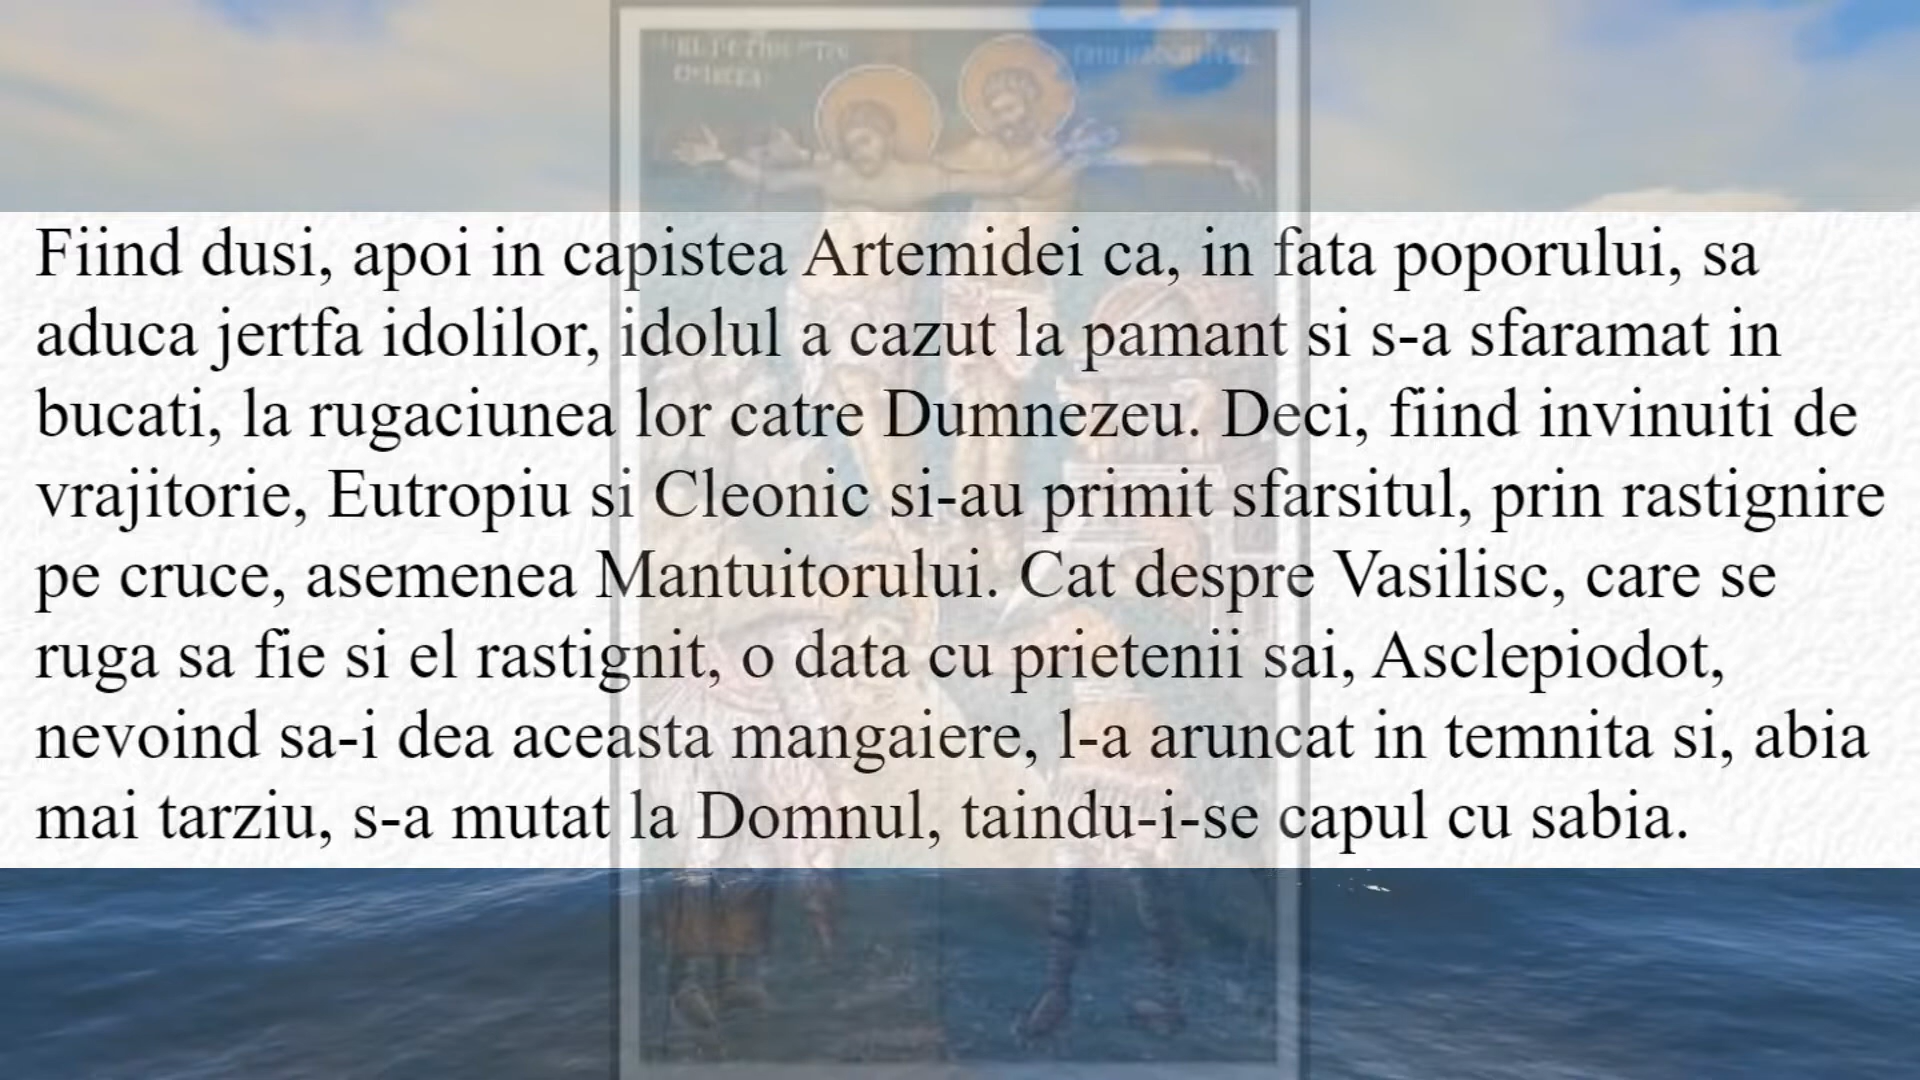 Fiind dusi, apoi in capistea Artemidei ca, in fata poporului, sa
aduca jertfa idolilor, idolul a cazut la pamant si s-a sfaramat in
bucati, la rugaciunea lor catre Dumnezeu. Deci, fiind invinuiti de
vrajitorie, Eutropiu si Cleonic si-au primit sfarsitul, prin rastignire
pe cruce, asemenea Mantuitorului. Cat despre Vasilisc, care se
ruga sa fie si el rastignit, o data cu prietenii sai, Asclepiodot,
nevoind sa-i dea aceasta mangaiere, l-a aruncat in temnita si, abia
mai tarziu, s-a mutat la Domnul, taindu-i-se capul cu sabia.